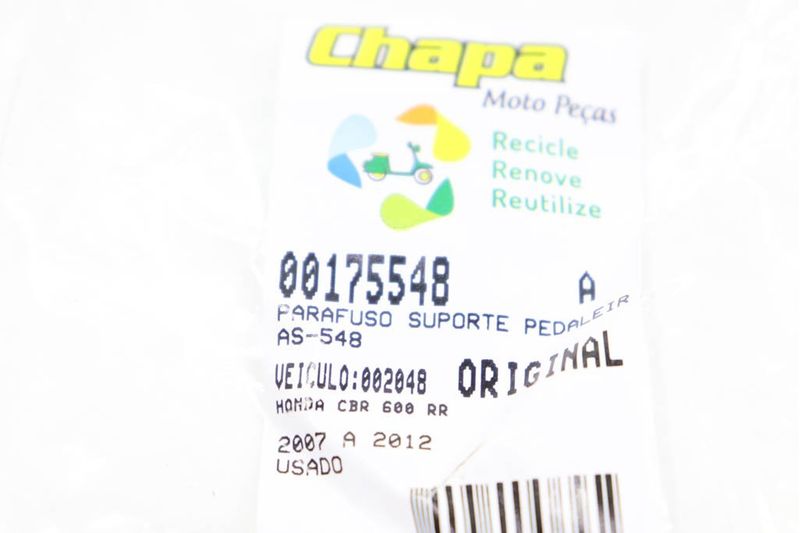 Chapa
Moto Peças
Recicle
Renove
Reutilize
00175548 A
PARAFUSO SUPORTE PEDALEIR
AS-548
VEICULO:002048 ORIGINAL
HONDA CBR 600 RR
2007 A 2012
USADO